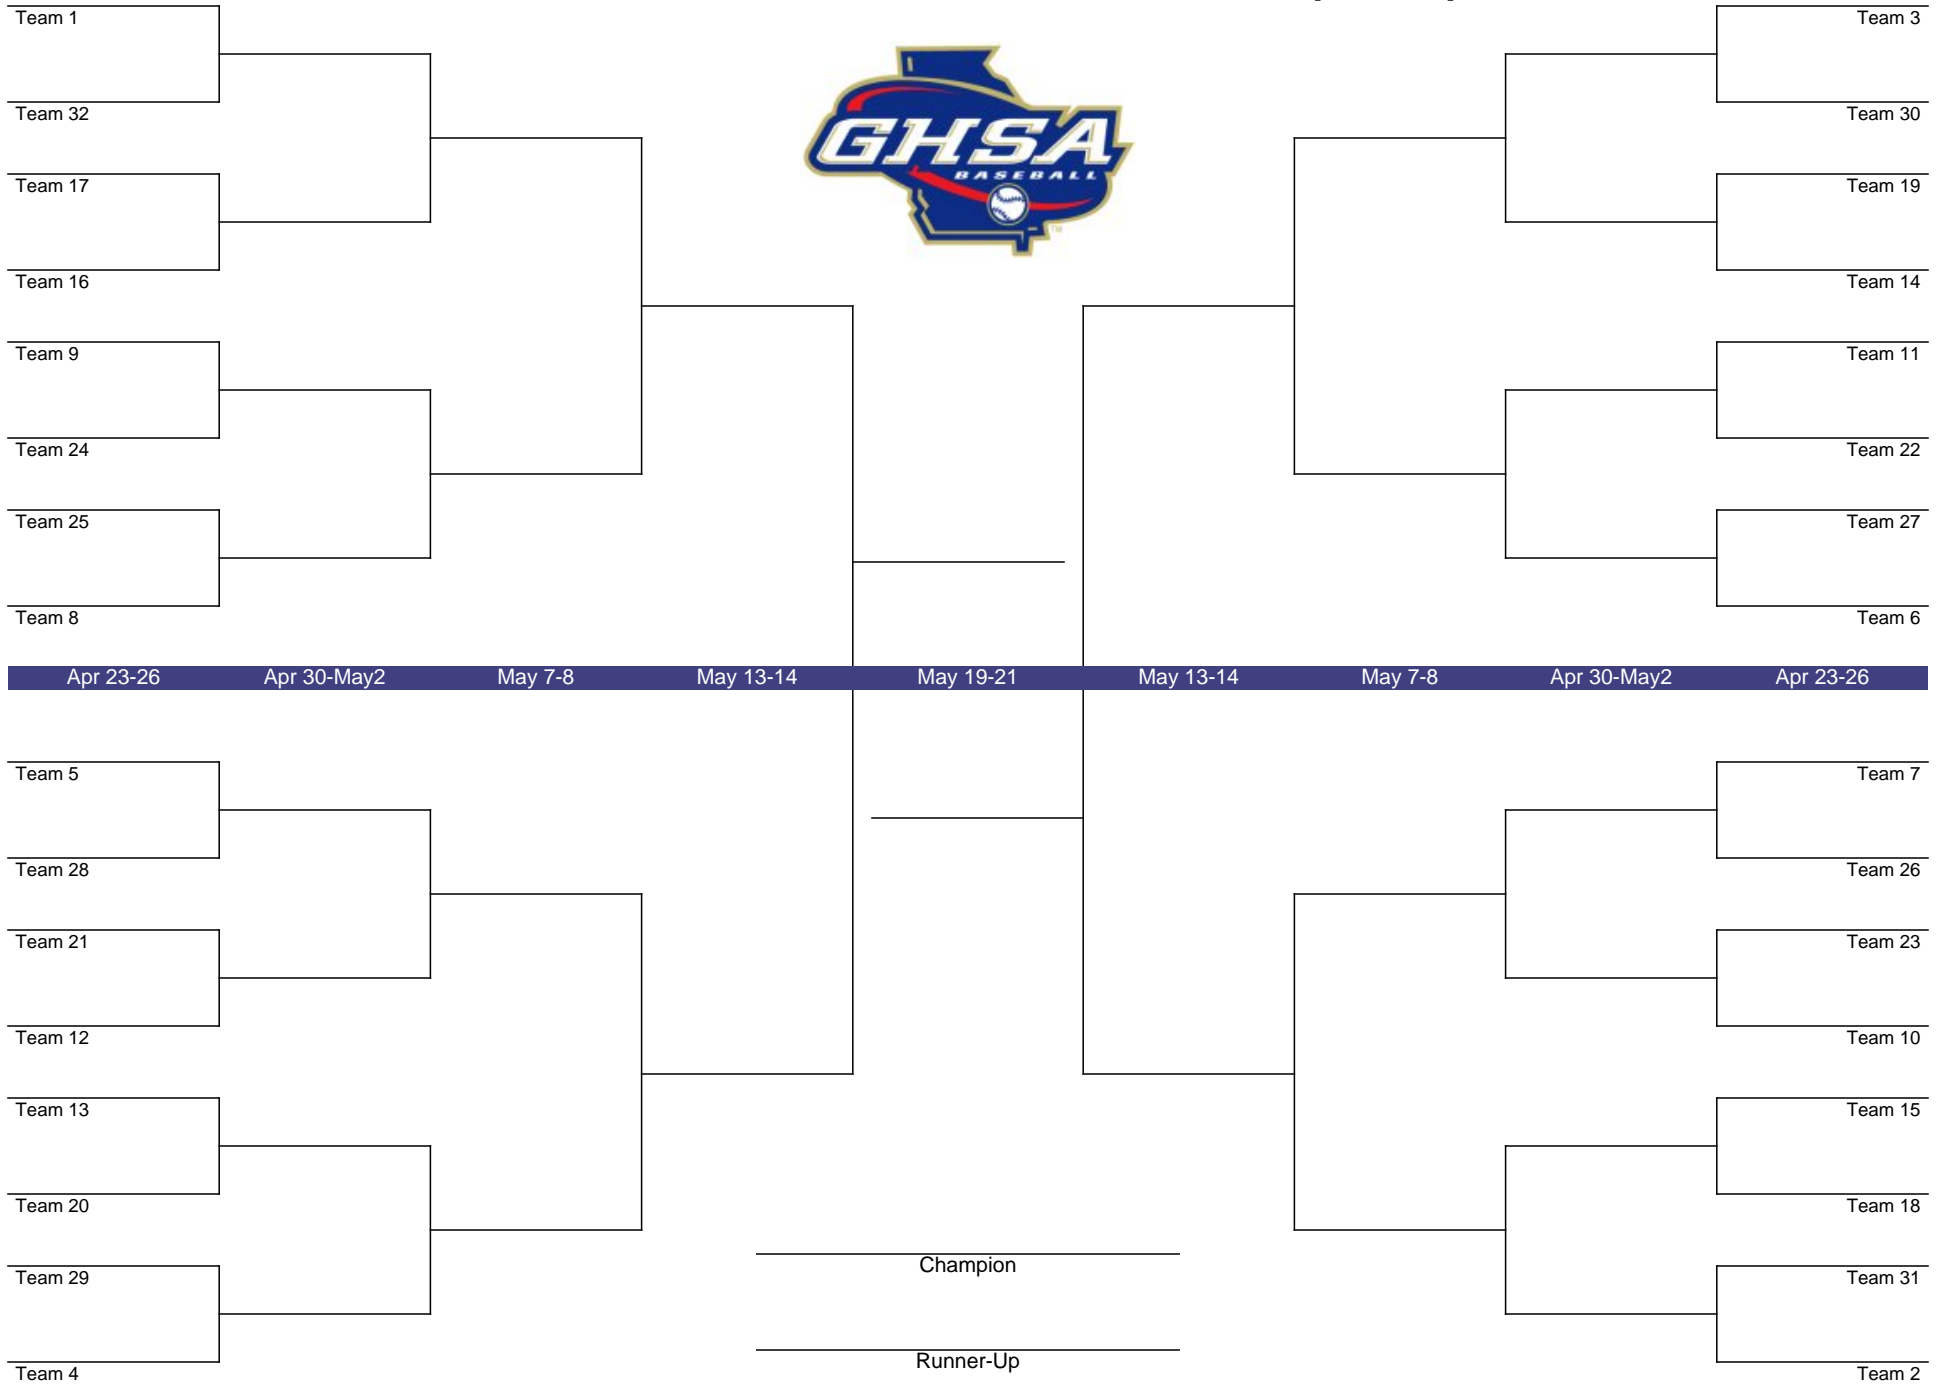 Team 1
Team 3
Team 32
Team 30
Team 17
Team 19
Team 16
Team 14
Team 9
Team 11
Team 24
Team 22
Team 25
Team 27
Team 8
Team 6
GHSA
BASEBALL
TM
Apr 23-26 Apr 30-May2 May 7-8 May 13-14 May 19-21 May 13-14 May 7-8 Apr 30-May2 Apr 23-26
Team 5
Team 7
Team 28
Team 26
Team 21
Team 23
Team 12
Team 10
Team 13
Team 15
Team 20
Team 18
Team 29
Team 31
Team 4
Team 2
Champion
Runner-Up